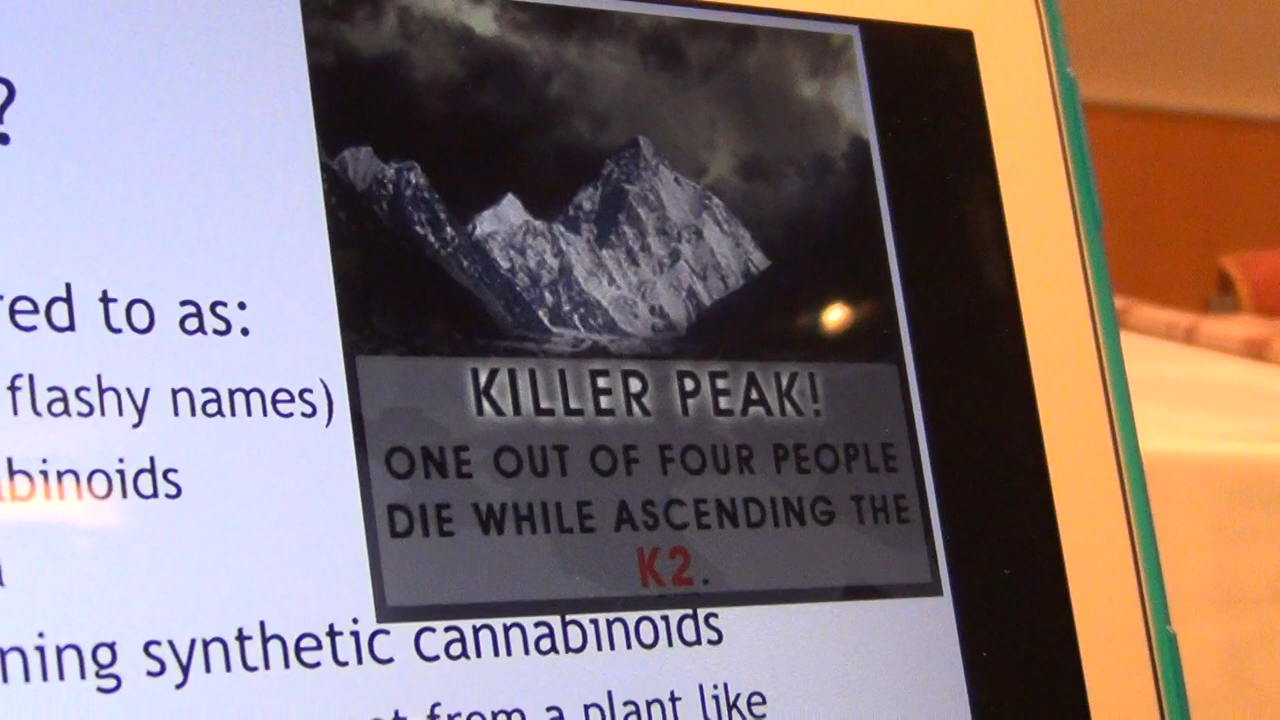 ?
red to as:
flashy names)
binoids
KILLER PEAK!
ONE OUT OF FOUR PEOPLE
DIE WHILE ASCENDING THE
K2.
ning synthetic cannabinoids
from a plant like